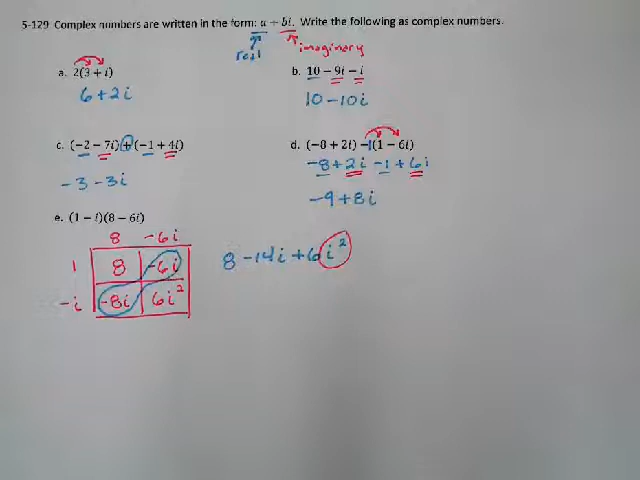 5-129 Complex numbers are written in the form: a + bi. Write the following as complex numbers.
real
imaginary
a. 2(3 + i)
6 + 2i
b. 10 − 9i − i
10 − 10i
c. (−2 − 7i) + (−1 + 4i)
−3 − 3i
d. (−8 + 2i) − 1(1 − 6i)
−8 + 2i − 1 + 6i
−9 + 8i
e. (1 − i)(8 − 6i)
8 −6i
1 8 −6i
−i −8i 6i²
8 − 14i + 6i²